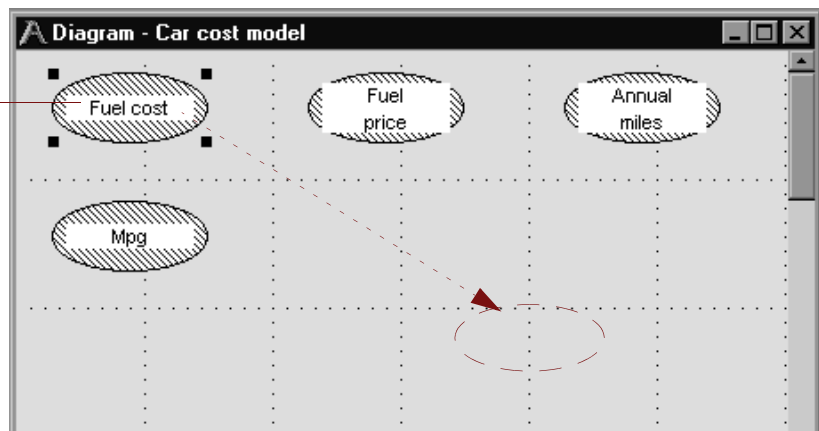 Diagram - Car cost model
Fuel cost
Fuel
price
Annual
miles
Mpg